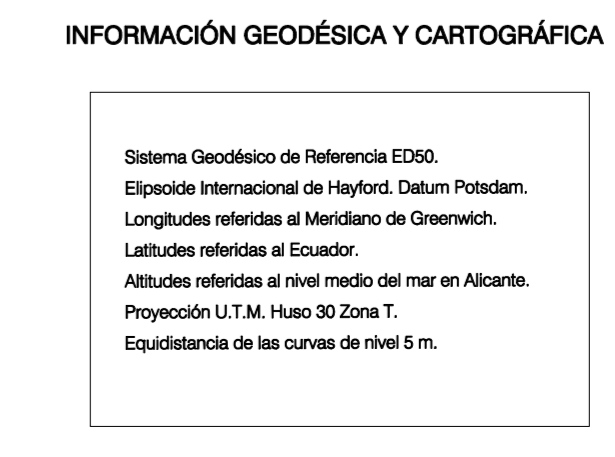 INFORMACIÓN GEODÉSICA Y CARTOGRÁFICA
Sistema Geodésico de Referencia ED50.
Elipsoide Internacional de Hayford. Datum Potsdam.
Longitudes referidas al Meridiano de Greenwich.
Latitudes referidas al Ecuador.
Altitudes referidas al nivel medio del mar en Alicante.
Proyección U.T.M. Huso 30 Zona T.
Equidistancia de las curvas de nivel 5 m.